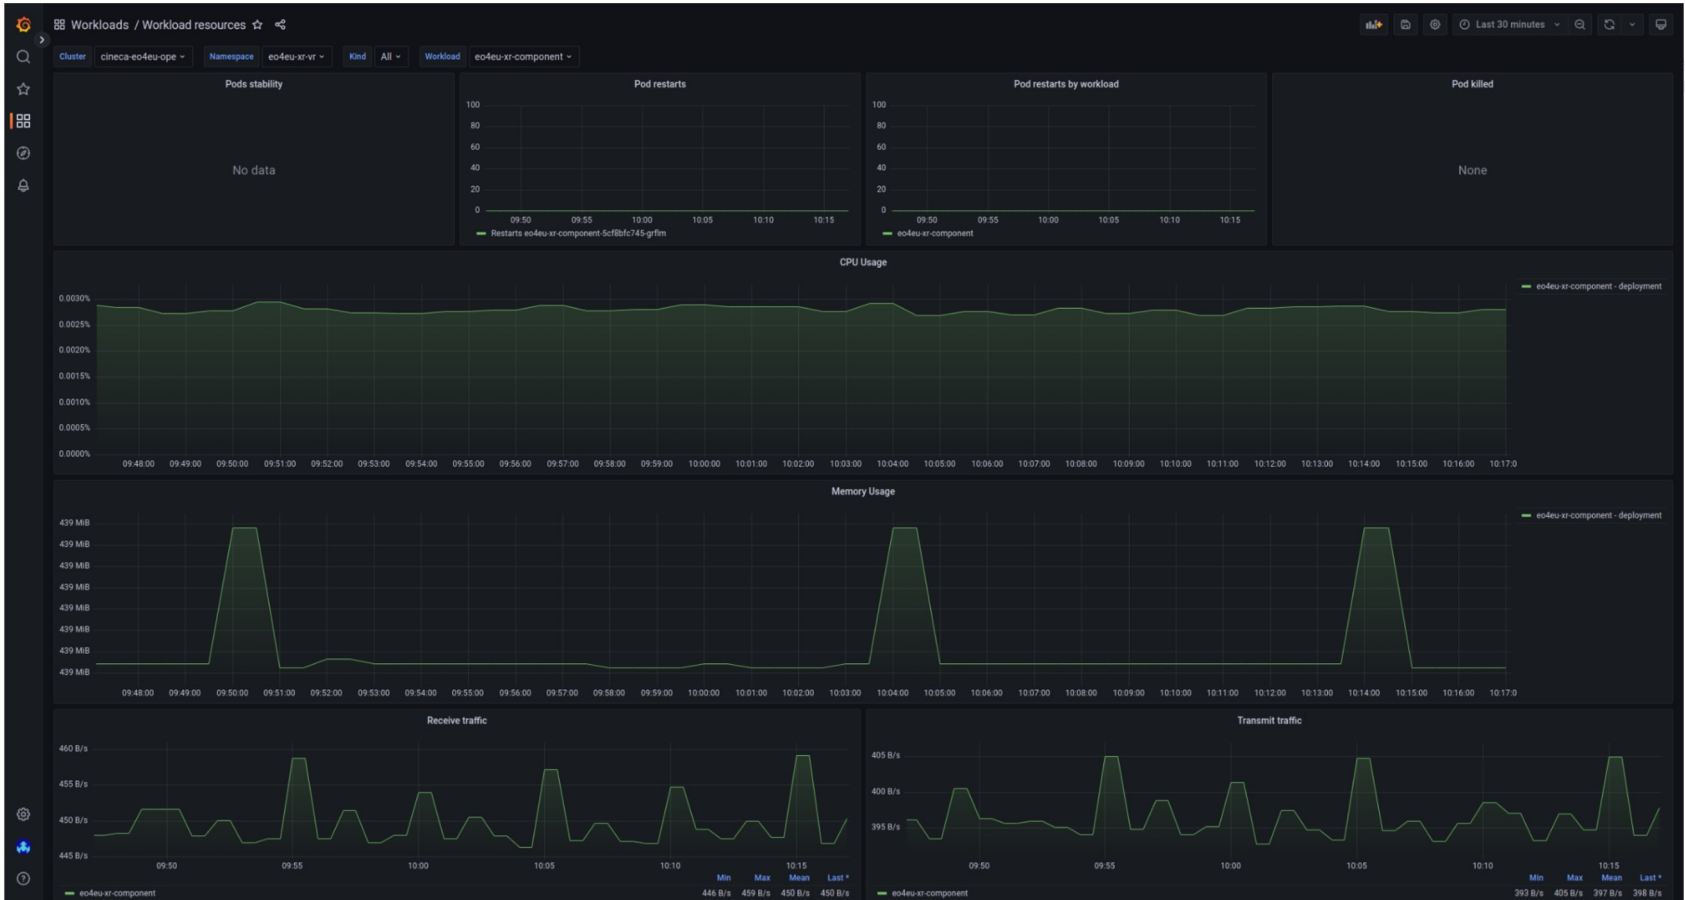 Workloads / Workload resources
Last 30 minutes
Cluster cineca-eo4eu-ope Namespace eo4eu-xr-vr Kind All Workload eo4eu-xr-component
Pods stability
No data
Pod restarts
100
80
60
40
20
0
09:50 09:55 10:00 10:05 10:10 10:15
Restarts eo4eu-xr-component-5cf8bfc745-grflm
Pod restarts by workload
100
80
60
40
20
0
09:50 09:55 10:00 10:05 10:10 10:15
eo4eu-xr-component
Pod killed
None
CPU Usage
0.0030%
0.0025%
0.0020%
0.0015%
0.0010%
0.0005%
0.0000%
09:48:00 09:49:00 09:50:00 09:51:00 09:52:00 09:53:00 09:54:00 09:55:00 09:56:00 09:57:00 09:58:00 09:59:00 10:00:00 10:01:00 10:02:00 10:03:00 10:04:00 10:05:00 10:06:00 10:07:00 10:08:00 10:09:00 10:10:00 10:11:00 10:12:00 10:13:00 10:14:00 10:15:00 10:16:00 10:17:0
eo4eu-xr-component - deployment
Memory Usage
439 MiB
439 MiB
439 MiB
439 MiB
439 MiB
439 MiB
439 MiB
439 MiB
09:48:00 09:49:00 09:50:00 09:51:00 09:52:00 09:53:00 09:54:00 09:55:00 09:56:00 09:57:00 09:58:00 09:59:00 10:00:00 10:01:00 10:02:00 10:03:00 10:04:00 10:05:00 10:06:00 10:07:00 10:08:00 10:09:00 10:10:00 10:11:00 10:12:00 10:13:00 10:14:00 10:15:00 10:16:00 10:17:0
eo4eu-xr-component - deployment
Receive traffic
460 B/s
455 B/s
450 B/s
445 B/s
09:50 09:55 10:00 10:05 10:10 10:15
Min Max Mean Last *
eo4eu-xr-component 446 B/s 459 B/s 450 B/s 450 B/s
Transmit traffic
405 B/s
400 B/s
395 B/s
09:50 09:55 10:00 10:05 10:10 10:15
Min Max Mean Last *
eo4eu-xr-component 393 B/s 405 B/s 397 B/s 398 B/s